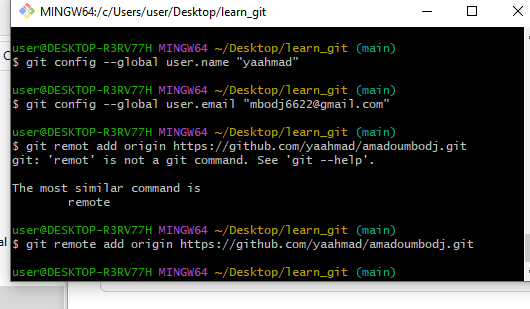 MINGW64:/c/Users/user/Desktop/learn_git
user@DESKTOP-R3RV77H MINGW64 ~/Desktop/learn_git (main)
$ git config --global user.name "yaahmad"
user@DESKTOP-R3RV77H MINGW64 ~/Desktop/learn_git (main)
$ git config --global user.email "mbodj6622@gmail.com"
user@DESKTOP-R3RV77H MINGW64 ~/Desktop/learn_git (main)
$ git remot add origin https://github.com/yaahmad/amadoumbodj.git
git: 'remot' is not a git command. See 'git --help'.
The most similar command is
remote
user@DESKTOP-R3RV77H MINGW64 ~/Desktop/learn_git (main)
$ git remote add origin https://github.com/yaahmad/amadoumbodj.git
user@DESKTOP-R3RV77H MINGW64 ~/Desktop/learn_git (main)